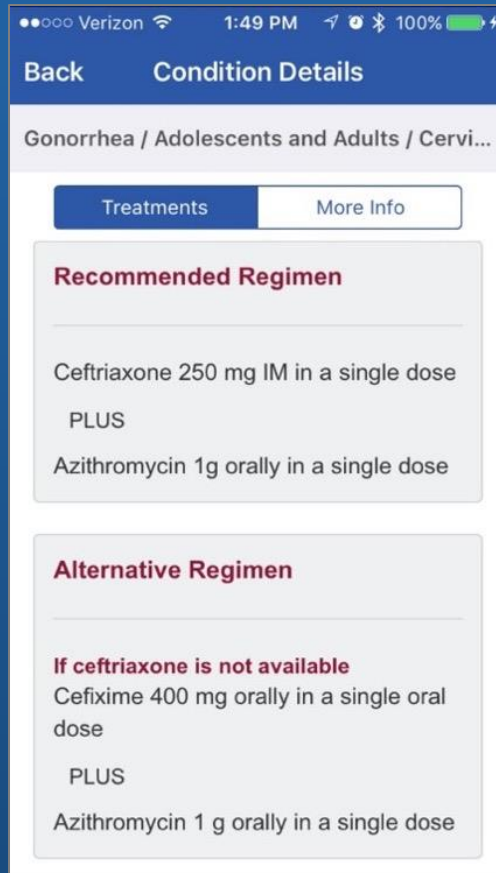 Verizon 1:49 PM 100%
Back Condition Details
Gonorrhea / Adolescents and Adults / Cervi...
Treatments More Info
Recommended Regimen
Ceftriaxone 250 mg IM in a single dose
PLUS
Azithromycin 1g orally in a single dose
Alternative Regimen
If ceftriaxone is not available
Cefixime 400 mg orally in a single oral
dose
PLUS
Azithromycin 1 g orally in a single dose